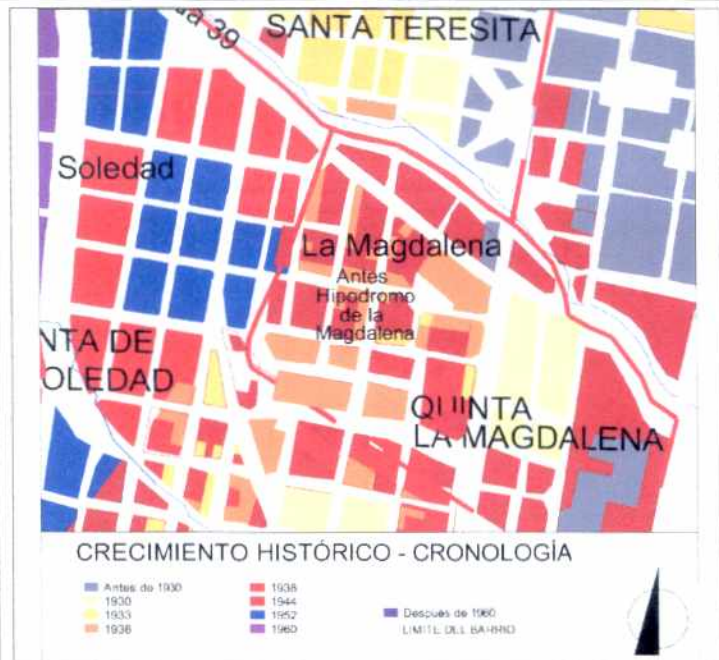 SANTA TERESITA
39
Soledad
La Magdalena
Antes
Hipodromo
de la
Magdalena
NTA DE
OLEDAD
QUINTA
LA MAGDALENA
CRECIMIENTO HISTÓRICO - CRONOLOGÍA
Antes de 1930
1930
1933
1936
1938
1944
1952
1960
Despues de 1960
LIMITE DEL BARRIO